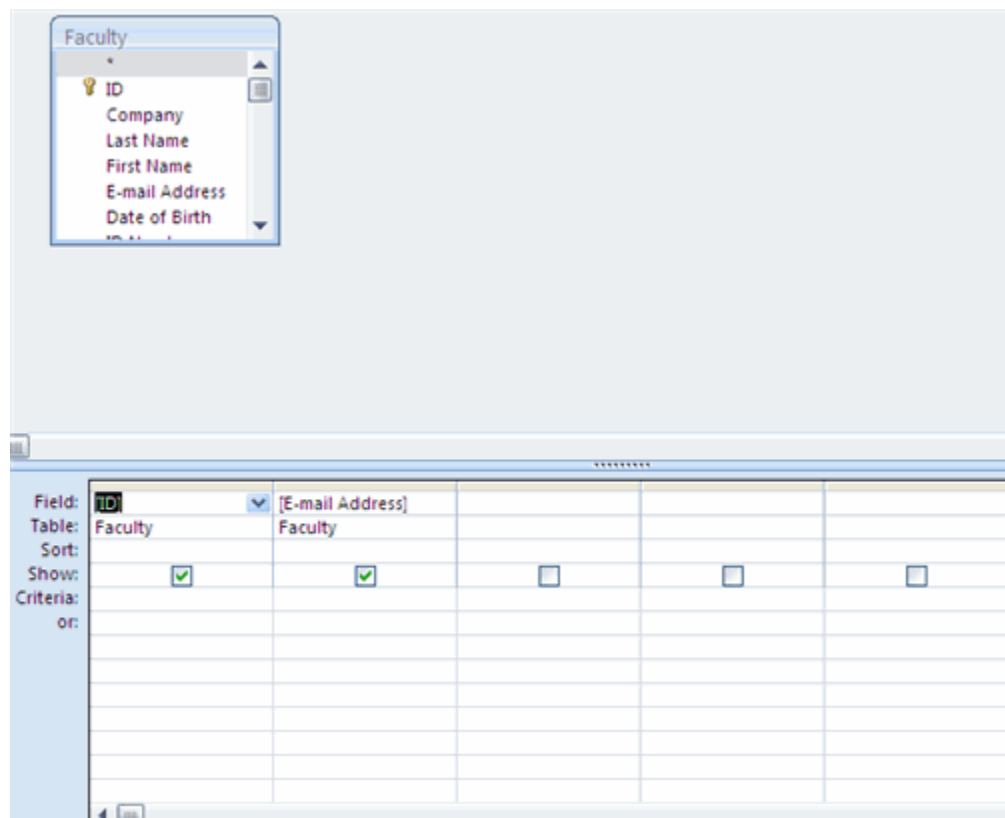 Faculty
*
ID
Company
Last Name
First Name
E-mail Address
Date of Birth
Field: [ID] [E-mail Address]
Table: Faculty Faculty
Sort:
Show:
Criteria:
or: